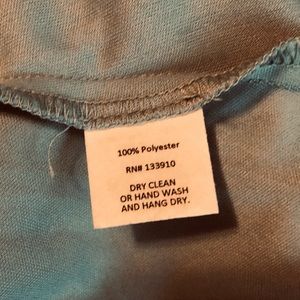 100% Polyester
RN# 133910
DRY CLEAN
OR HAND WASH
AND HANG DRY.